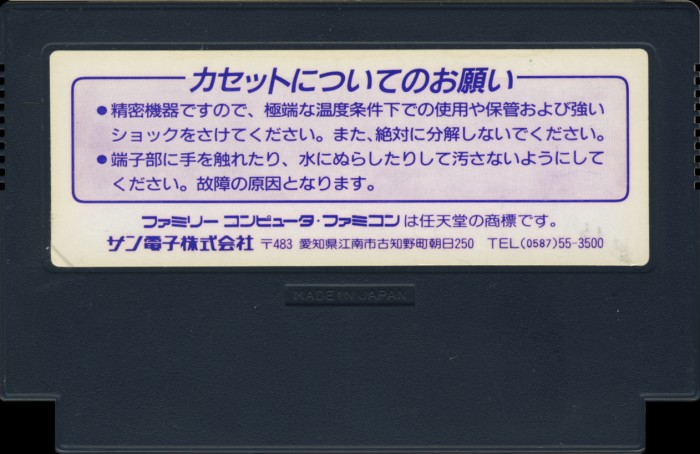 カセットについてのお願い
●精密機器ですので、極端な温度条件下での使用や保管および強い
ショックをさけてください。また、絶対に分解しないでください。
●端子部に手を触れたり、水にぬらしたりして汚さないようにして
ください。故障の原因となります。
ファミリー コンピュータ・ファミコンは任天堂の商標です。
サン電子株式会社 〒483 愛知県江南市古知野町朝日250 TEL(0587)55-3500
MADE IN JAPAN